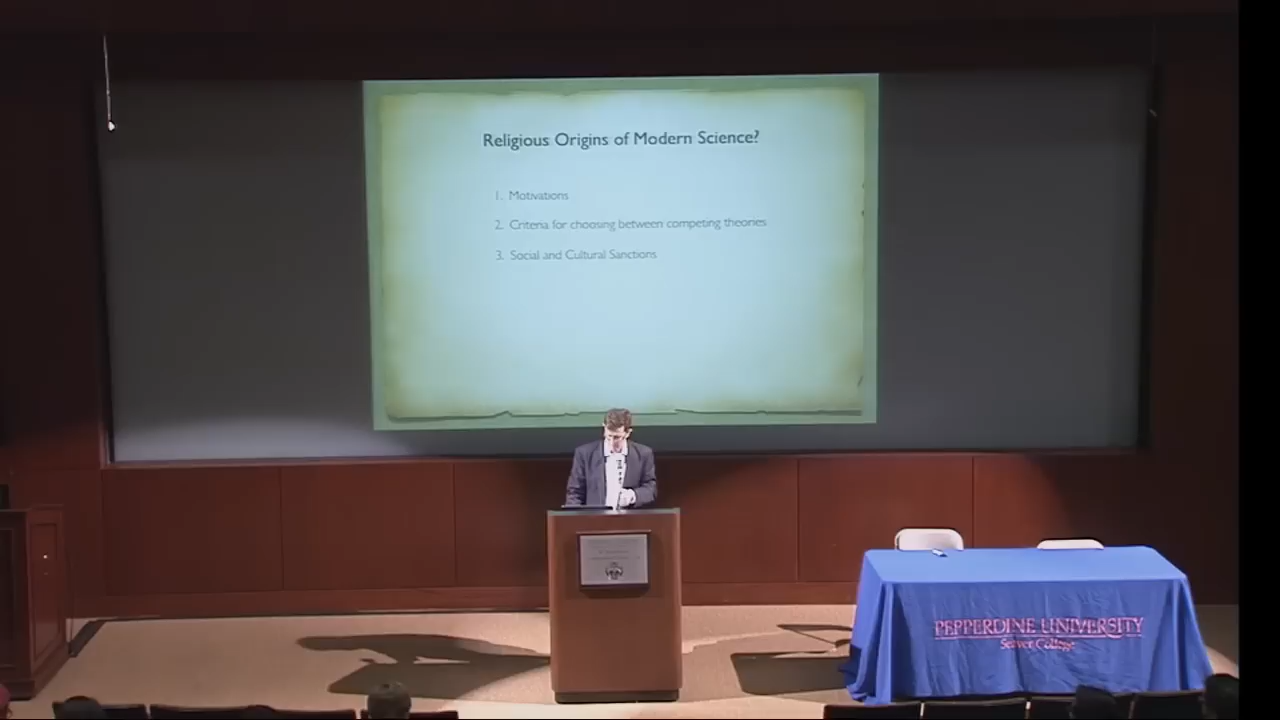 Religious Origins of Modern Science?
1. Motivations
2. Criteria for choosing between competing theories
3. Social and Cultural Sanctions
PEPPERDINE UNIVERSITY
Seaver College